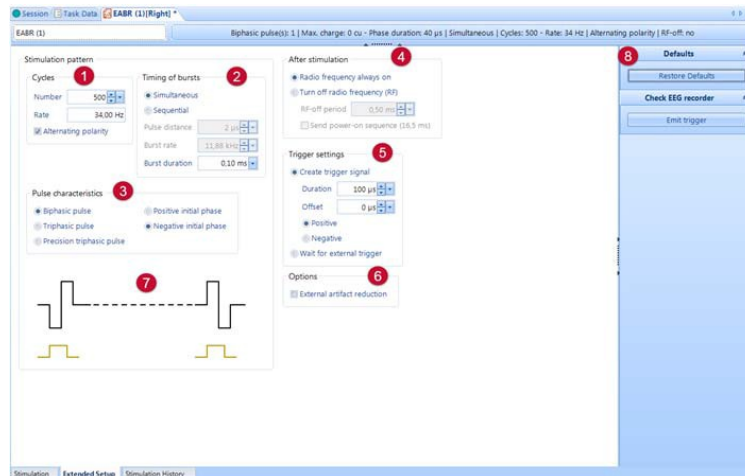 Session Task Data EABR (1)[Right] *
EABR (1)
Biphasic pulse(s): 1 | Max. charge: 0 cu - Phase duration: 40 µs | Simultaneous | Cycles: 500 - Rate: 34 Hz | Alternating polarity | RF-off: no
Stimulation pattern
Cycles 1
Number 500
Rate 34,00 Hz
Alternating polarity
Timing of bursts 2
Simultaneous
Sequential
Pulse distance 2 µs
Burst rate 11,88 kHz
Burst duration 0,10 ms
Pulse characteristics 3
Biphasic pulse Positive initial phase
Triphasic pulse Negative initial phase
Precision triphasic pulse
7
After stimulation 4
Radio frequency always on
Turn off radio frequency (RF)
RF-off period 0,50 ms
Send power-on sequence (16,5 ms)
Trigger settings 5
Create trigger signal
Duration 100 µs
Offset 0 µs
Positive
Negative
Wait for external trigger
Options 6
External artifact reduction
8 Defaults
Restore Defaults
Check EEG recorder
Emit trigger
Stimulation Extended Setup Stimulation History